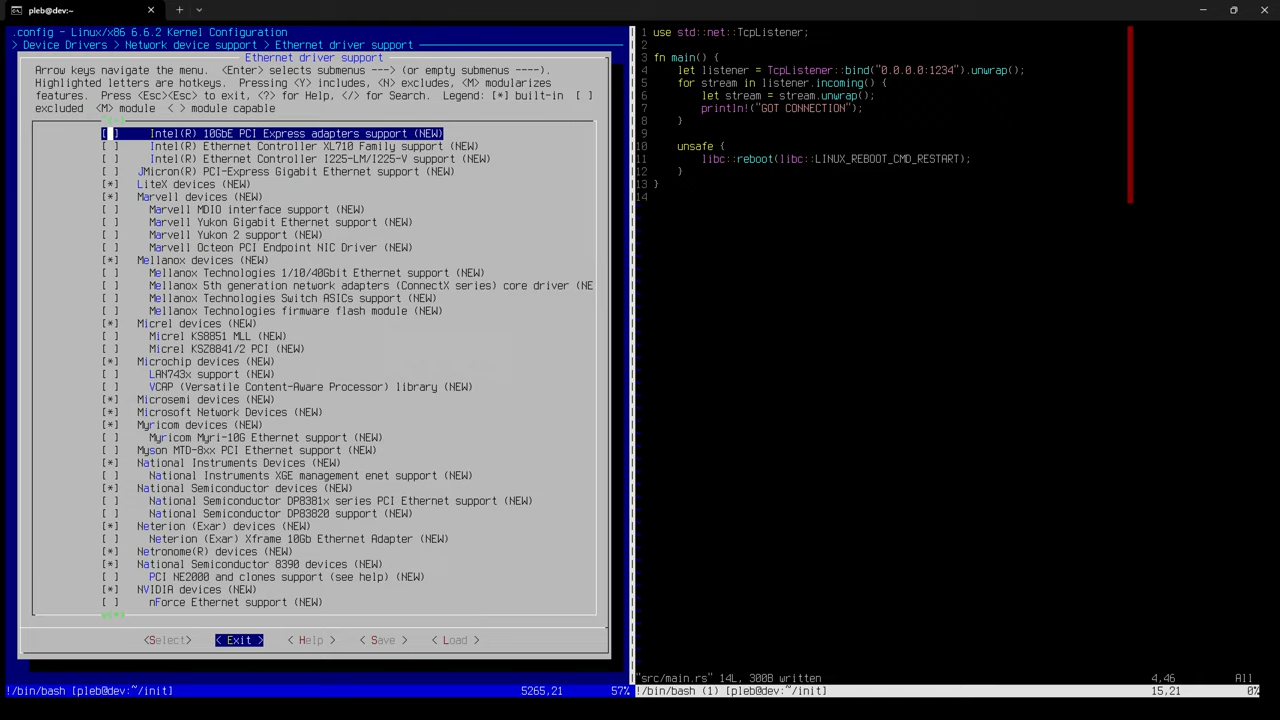 pleb@dev:~
.config - Linux/x86 6.6.2 Kernel Configuration
> Device Drivers > Network device support > Ethernet driver support
Ethernet driver support
Arrow keys navigate the menu.  <Enter> selects submenus ---> (or empty submenus ----).
Highlighted letters are hotkeys.  Pressing <Y> includes, <N> excludes, <M> modularizes
features.  Press <Esc><Esc> to exit, <?> for Help, </> for Search.  Legend: [*] built-in  [ ]
excluded  <M> module  < > module capable
^(-)
[ ]     Intel(R) 10GbE PCI Express adapters support (NEW)
[ ]     Intel(R) Ethernet Controller XL710 Family support (NEW)
[ ]     Intel(R) Ethernet Controller I225-LM/I225-V support (NEW)
[ ]   JMicron(R) PCI-Express Gigabit Ethernet support (NEW)
[*]   LiteX devices (NEW)
[*]   Marvell devices (NEW)
[ ]     Marvell MDIO interface support (NEW)
[ ]     Marvell Yukon Gigabit Ethernet support (NEW)
[ ]     Marvell Yukon 2 support (NEW)
[ ]     Marvell Octeon PCI Endpoint NIC Driver (NEW)
[*]   Mellanox devices (NEW)
[ ]     Mellanox Technologies 1/10/40Gbit Ethernet support (NEW)
[ ]     Mellanox 5th generation network adapters (ConnectX series) core driver (NE
[ ]     Mellanox Technologies Switch ASICs support (NEW)
[ ]     Mellanox Technologies firmware flash module (NEW)
[*]   Micrel devices (NEW)
[ ]     Micrel KS8851 MLL (NEW)
[ ]     Micrel KSZ8841/2 PCI (NEW)
[*]   Microchip devices (NEW)
[ ]     LAN743x support (NEW)
[ ]     VCAP (Versatile Content-Aware Processor) library (NEW)
[*]   Microsemi devices (NEW)
[*]   Microsoft Network Devices (NEW)
[*]   Myricom devices (NEW)
[ ]     Myricom Myri-10G Ethernet support (NEW)
[ ]   Myson MTD-8xx PCI Ethernet support (NEW)
[*]   National Instruments Devices (NEW)
[ ]     National Instruments XGE management enet support (NEW)
[*]   National Semiconductor devices (NEW)
[ ]     National Semiconductor DP8381x series PCI Ethernet support (NEW)
[ ]     National Semiconductor DP83820 support (NEW)
[*]   Neterion (Exar) devices (NEW)
[ ]     Neterion (Exar) Xframe 10Gb Ethernet Adapter (NEW)
[*]   Netronome(R) devices (NEW)
[*]   National Semiconductor 8390 devices (NEW)
[ ]     PCI NE2000 and clones support (see help) (NEW)
[*]   NVIDIA devices (NEW)
[ ]     nForce Ethernet support (NEW)
v(+)
<Select>    < Exit >    < Help >    < Save >    < Load >
!/bin/bash [pleb@dev:~/init]    5265,21    57%
1 use std::net::TcpListener;
2
3 fn main() {
4     let listener = TcpListener::bind("0.0.0.0:1234").unwrap();
5     for stream in listener.incoming() {
6         let stream = stream.unwrap();
7         println!("GOT CONNECTION");
8     }
9
10     unsafe {
11         libc::reboot(libc::LINUX_REBOOT_CMD_RESTART);
12     }
13 }
14
"src/main.rs" 14L, 300B written    4,46    All
!/bin/bash (1) [pleb@dev:~/init]    15,21    0%